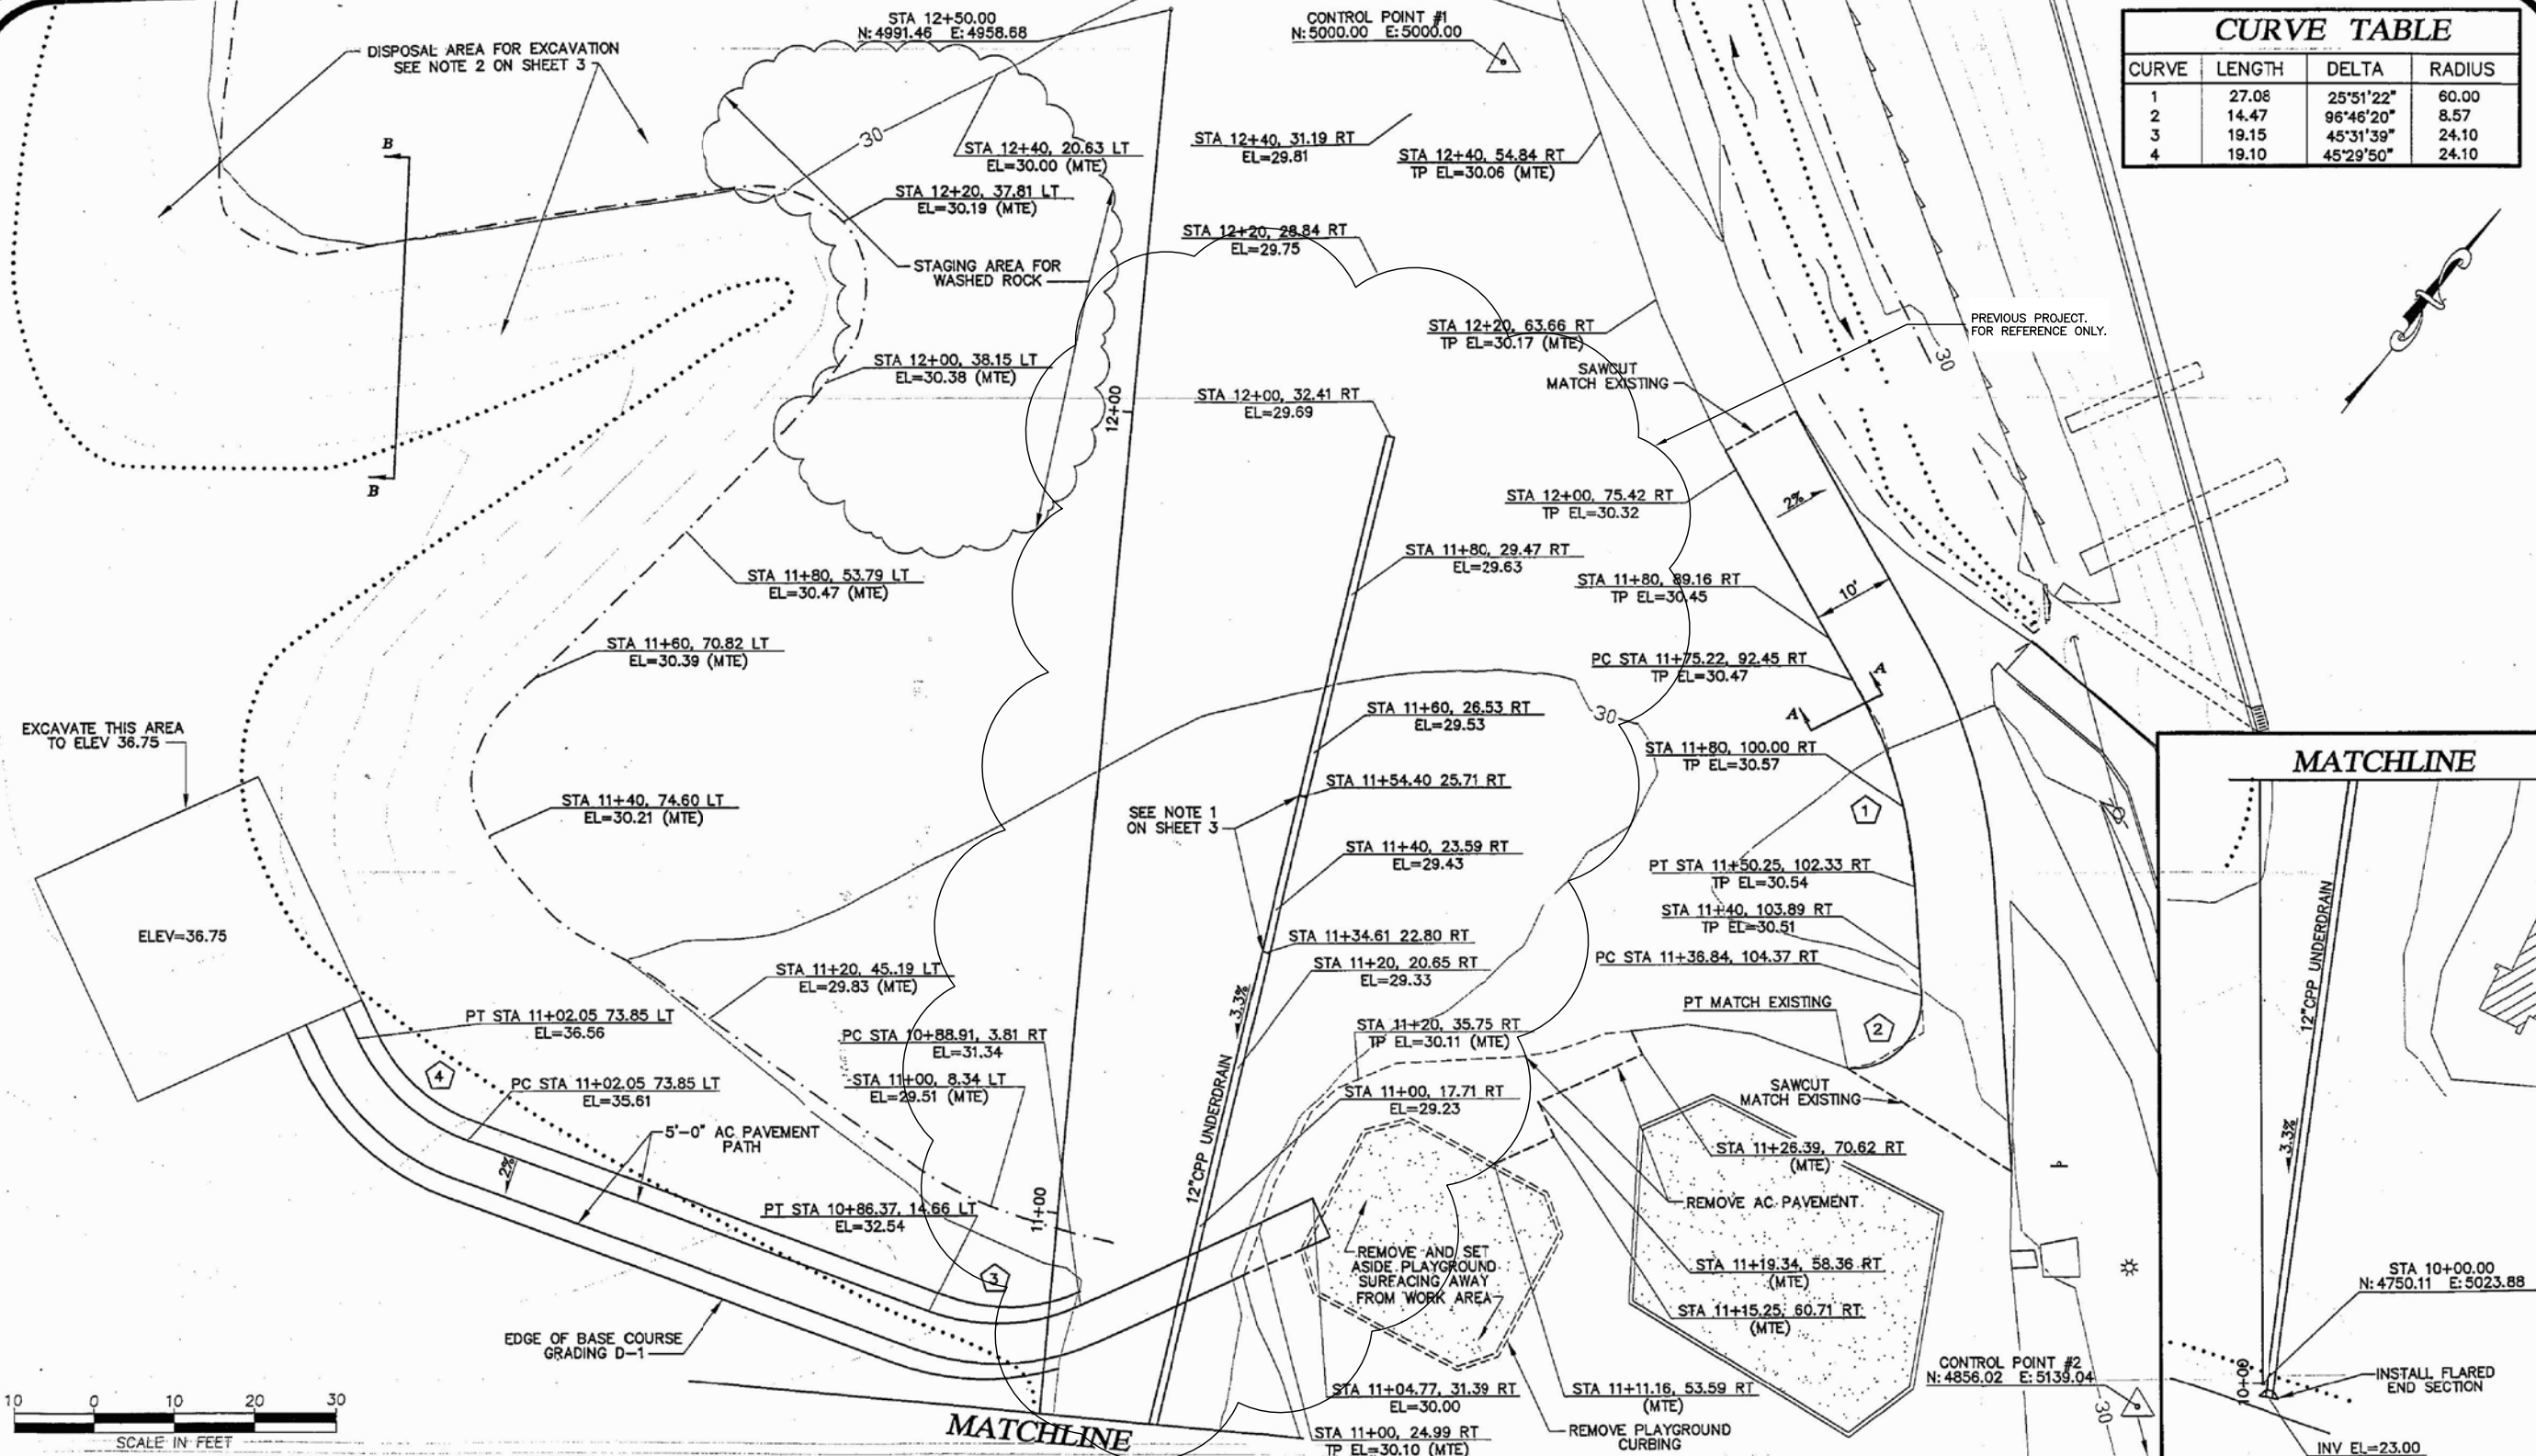 STA 12+50.00
N: 4991.46 E: 4958.68
CONTROL POINT #1
N: 5000.00 E: 5000.00
CURVE TABLE
CURVE LENGTH DELTA RADIUS
1 27.08 25°51'22" 60.00
2 14.47 96°46'20" 8.57
3 19.15 45°31'39" 24.10
4 19.10 45°29'50" 24.10
DISPOSAL AREA FOR EXCAVATION
SEE NOTE 2 ON SHEET 3
B
B
30
STA 12+40, 20.63 LT
EL=30.00 (MTE)
STA 12+40, 31.19 RT
EL=29.81
STA 12+40, 54.84 RT
TP EL=30.06 (MTE)
STA 12+20, 37.81 LT
EL=30.19 (MTE)
STA 12+20, 28.84 RT
EL=29.75
STAGING AREA FOR
WASHED ROCK
PREVIOUS PROJECT.
FOR REFERENCE ONLY.
30
STA 12+20, 63.66 RT
TP EL=30.17 (MTE)
STA 12+00, 38.15 LT
EL=30.38 (MTE)
SAWCUT
MATCH EXISTING
12+00
STA 12+00, 32.41 RT
EL=29.69
STA 12+00, 75.42 RT
TP EL=30.32
2%
STA 11+80, 29.47 RT
EL=29.63
STA 11+80, 53.79 LT
EL=30.47 (MTE)
STA 11+80, 89.16 RT
TP EL=30.45
10'
STA 11+60, 70.82 LT
EL=30.39 (MTE)
PC STA 11+75.22, 92.45 RT
TP EL=30.47
A
A
EXCAVATE THIS AREA
TO ELEV 36.75
STA 11+60, 26.53 RT
EL=29.53
30
STA 11+80, 100.00 RT
TP EL=30.57
MATCHLINE
STA 11+54.40 25.71 RT
STA 11+40, 74.60 LT
EL=30.21 (MTE)
SEE NOTE 1
ON SHEET 3
1
STA 11+40, 23.59 RT
EL=29.43
PT STA 11+50.25, 102.33 RT
TP EL=30.54
STA 11+40, 103.89 RT
TP EL=30.51
12"CPP UNDERDRAIN
ELEV=36.75
STA 11+34.61 22.80 RT
STA 11+20, 45..19 LT
EL=29.83 (MTE)
STA 11+20, 20.65 RT
EL=29.33
PC STA 11+36.84, 104.37 RT
3.3%
PT MATCH EXISTING
PT STA 11+02.05 73.85 LT
EL=36.56
STA 11+20, 35.75 RT
TP EL=30.11 (MTE)
2
PC STA 10+88.91, 3.81 RT
EL=31.34
4
STA 11+00, 8.34 LT
EL=29.51 (MTE)
PC STA 11+02.05 73.85 LT
EL=35.61
STA 11+00, 17.71 RT
EL=29.23
SAWCUT
MATCH EXISTING
5'-0" AC PAVEMENT
PATH
2%
12"CPP UNDERDRAIN
STA 11+26.39, 70.62 RT
(MTE)
3.3%
REMOVE AC PAVEMENT
PT STA 10+86.37, 14.66 LT
EL=32.54
11+00
REMOVE AND SET
ASIDE PLAYGROUND
SURFACING AWAY
FROM WORK AREA
STA 11+19.34, 58.36 RT
(MTE)
3
STA 11+15.25, 60.71 RT
(MTE)
STA 10+00.00
N: 4750.11 E: 5023.88
EDGE OF BASE COURSE
GRADING D-1
CONTROL POINT #2
N: 4856.02 E: 5139.04
STA 11+04.77, 31.39 RT
EL=30.00
STA 11+11.16, 53.59 RT
(MTE)
10+00
INSTALL FLARED
END SECTION
30
REMOVE PLAYGROUND
CURBING
STA 11+00, 24.99 RT
TP EL=30.10 (MTE)
MATCHLINE
INV EL=23.00
10 0 10 20 30
SCALE IN FEET